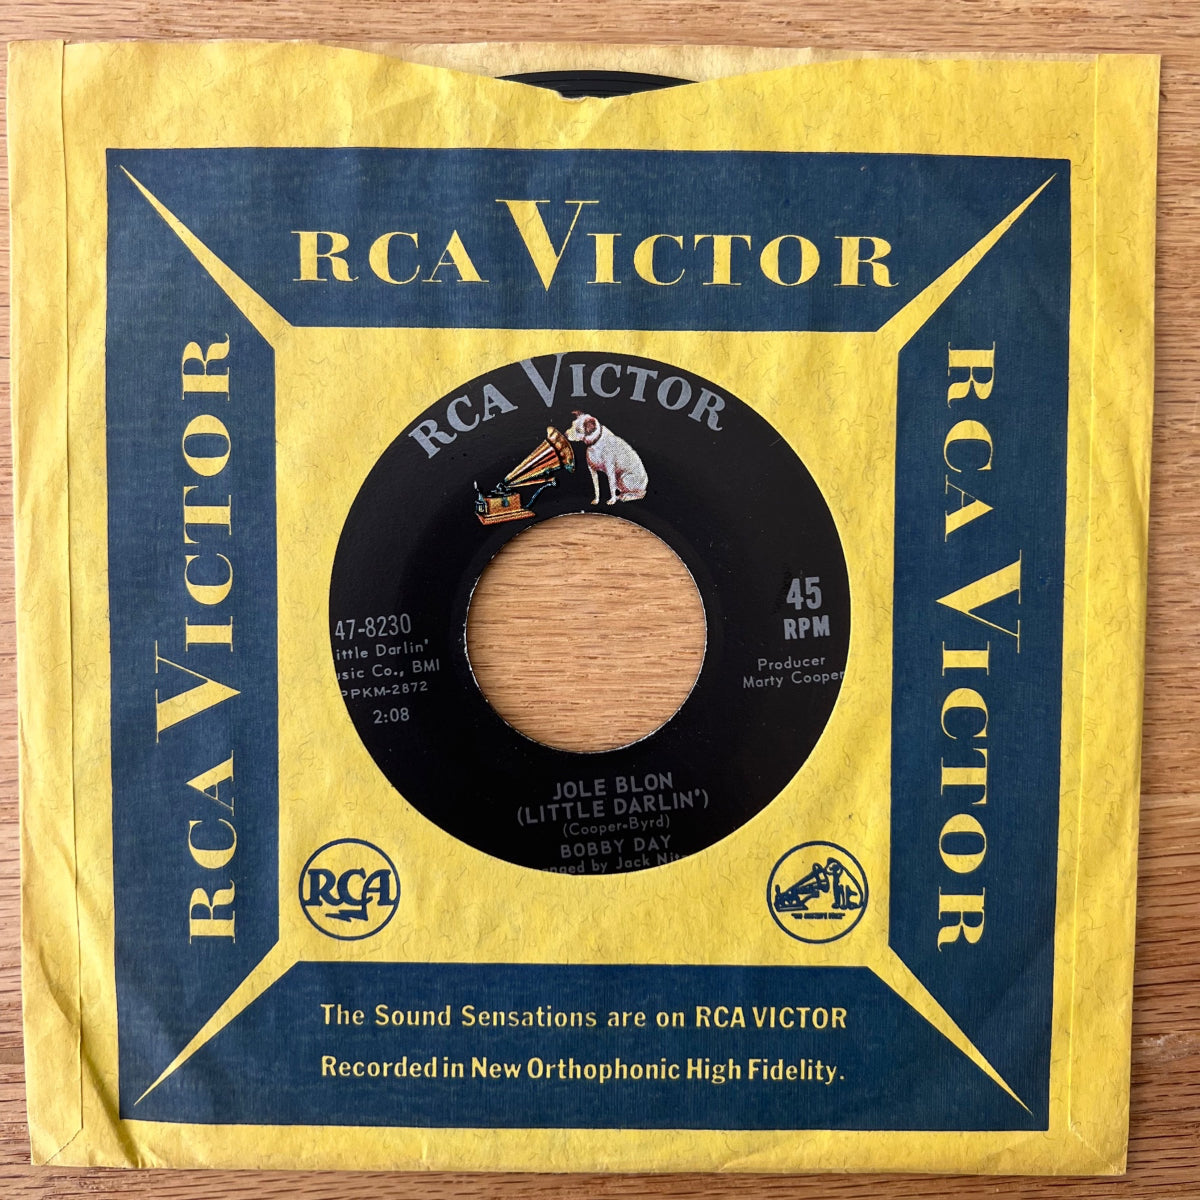 RCA VICTOR
RCA VICTOR
RCA VICTOR
RCA VICTOR
47-8230
45
RPM
ittle Darlin'
usic Co., BMI
PPKM-2872
2:08
Producer
Marty Cooper
JOLE BLON
(LITTLE DARLIN')
(Cooper-Byrd)
BOBBY DAY
anged by Jack Nit
RCA
The Sound Sensations are on RCA VICTOR
Recorded in New Orthophonic High Fidelity.